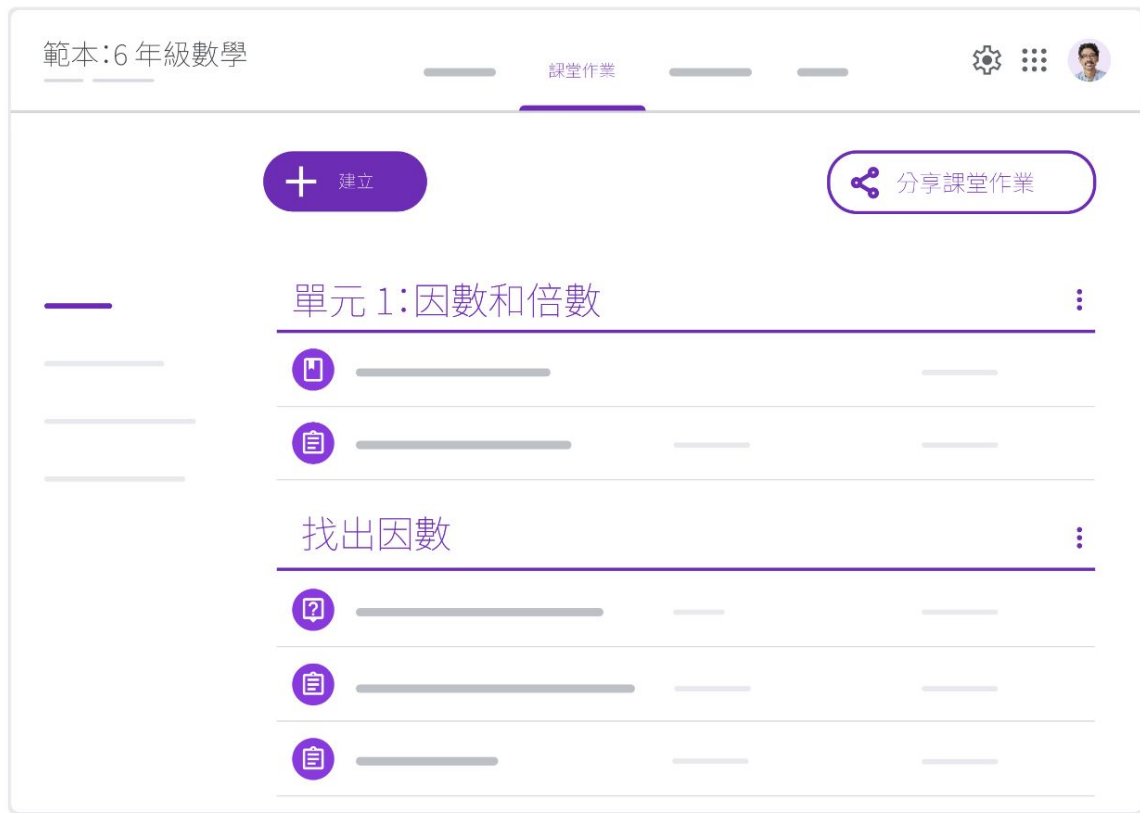 範本：6 年級數學
課堂作業
建立
分享課堂作業
單元 1：因數和倍數
找出因數